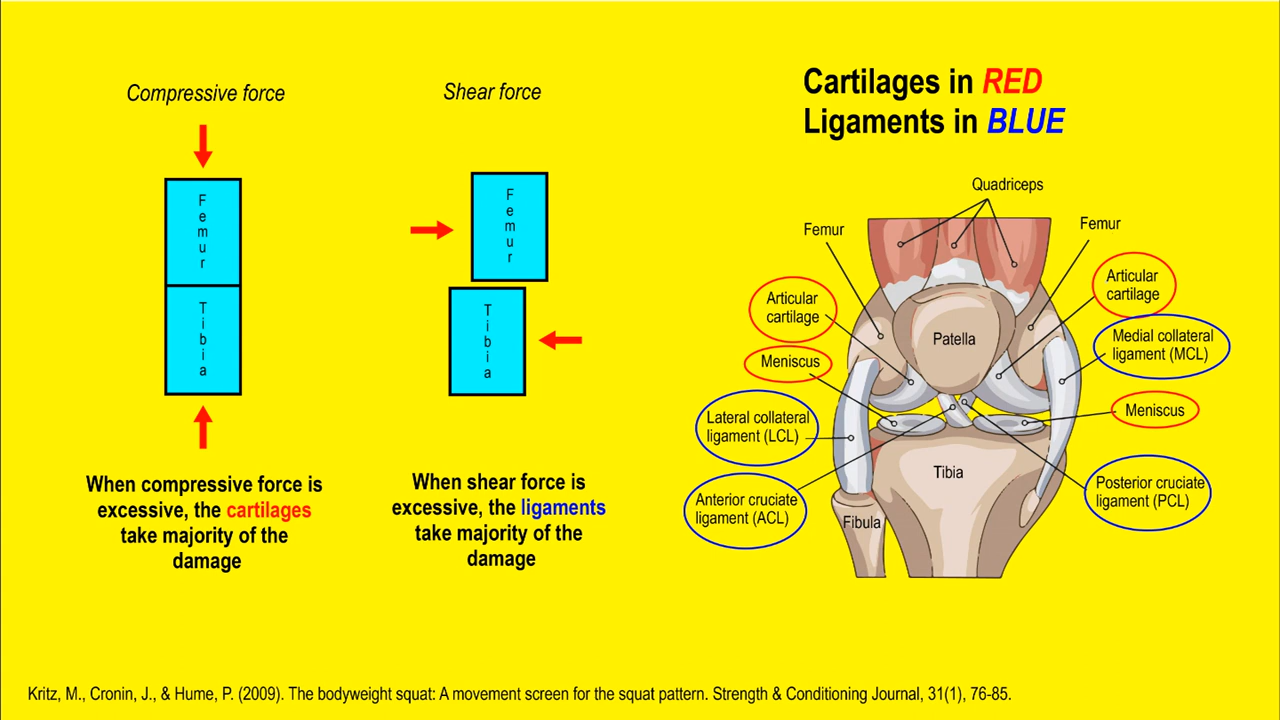 Compressive force
Femur
Tibia
When compressive force is
excessive, the cartilages
take majority of the
damage
Shear force
Femur
Tibia
When shear force is
excessive, the ligaments
take majority of the
damage
Cartilages in RED
Ligaments in BLUE
Quadriceps
Femur
Femur
Articular
cartilage
Articular
cartilage
Patella
Medial collateral
ligament (MCL)
Meniscus
Meniscus
Lateral collateral
ligament (LCL)
Tibia
Posterior cruciate
ligament (PCL)
Anterior cruciate
ligament (ACL)
Fibula
Kritz, M., Cronin, J., & Hume, P. (2009). The bodyweight squat: A movement screen for the squat pattern. Strength & Conditioning Journal, 31(1), 76-85.